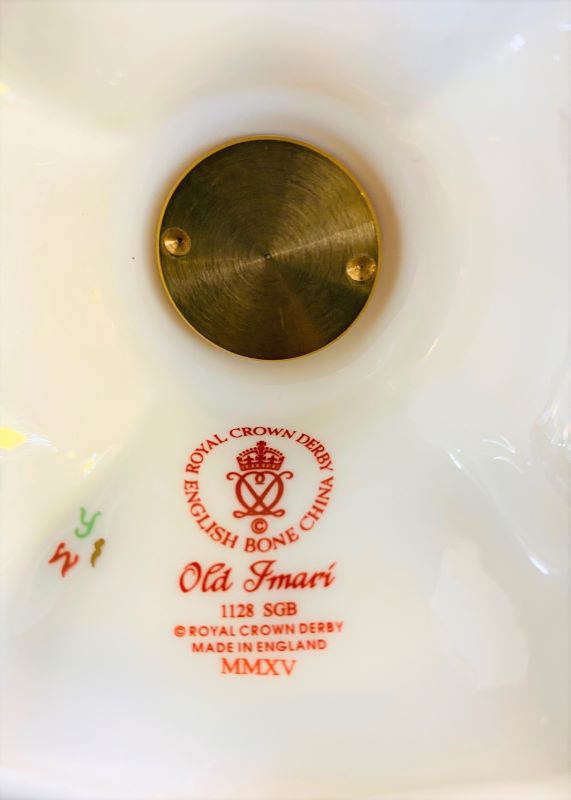 ROYAL CROWN DERBY
ENGLISH BONE CHINA
©
Old Imari
1128 SGB
© ROYAL CROWN DERBY
MADE IN ENGLAND
MMXV
y